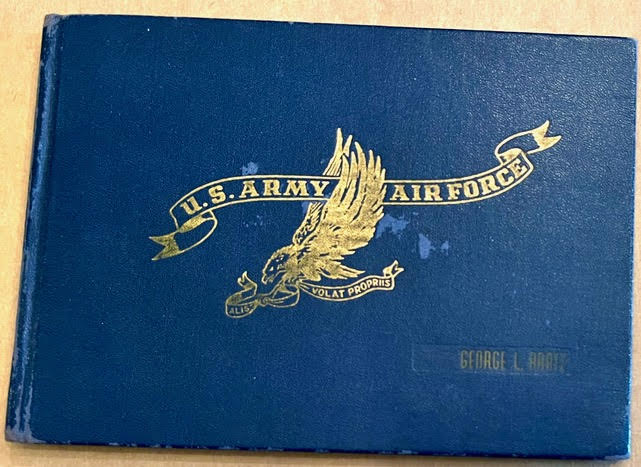 U.S. ARMY AIR FORCE
ALIS VOLAT PROPRIIS
GEORGE L.